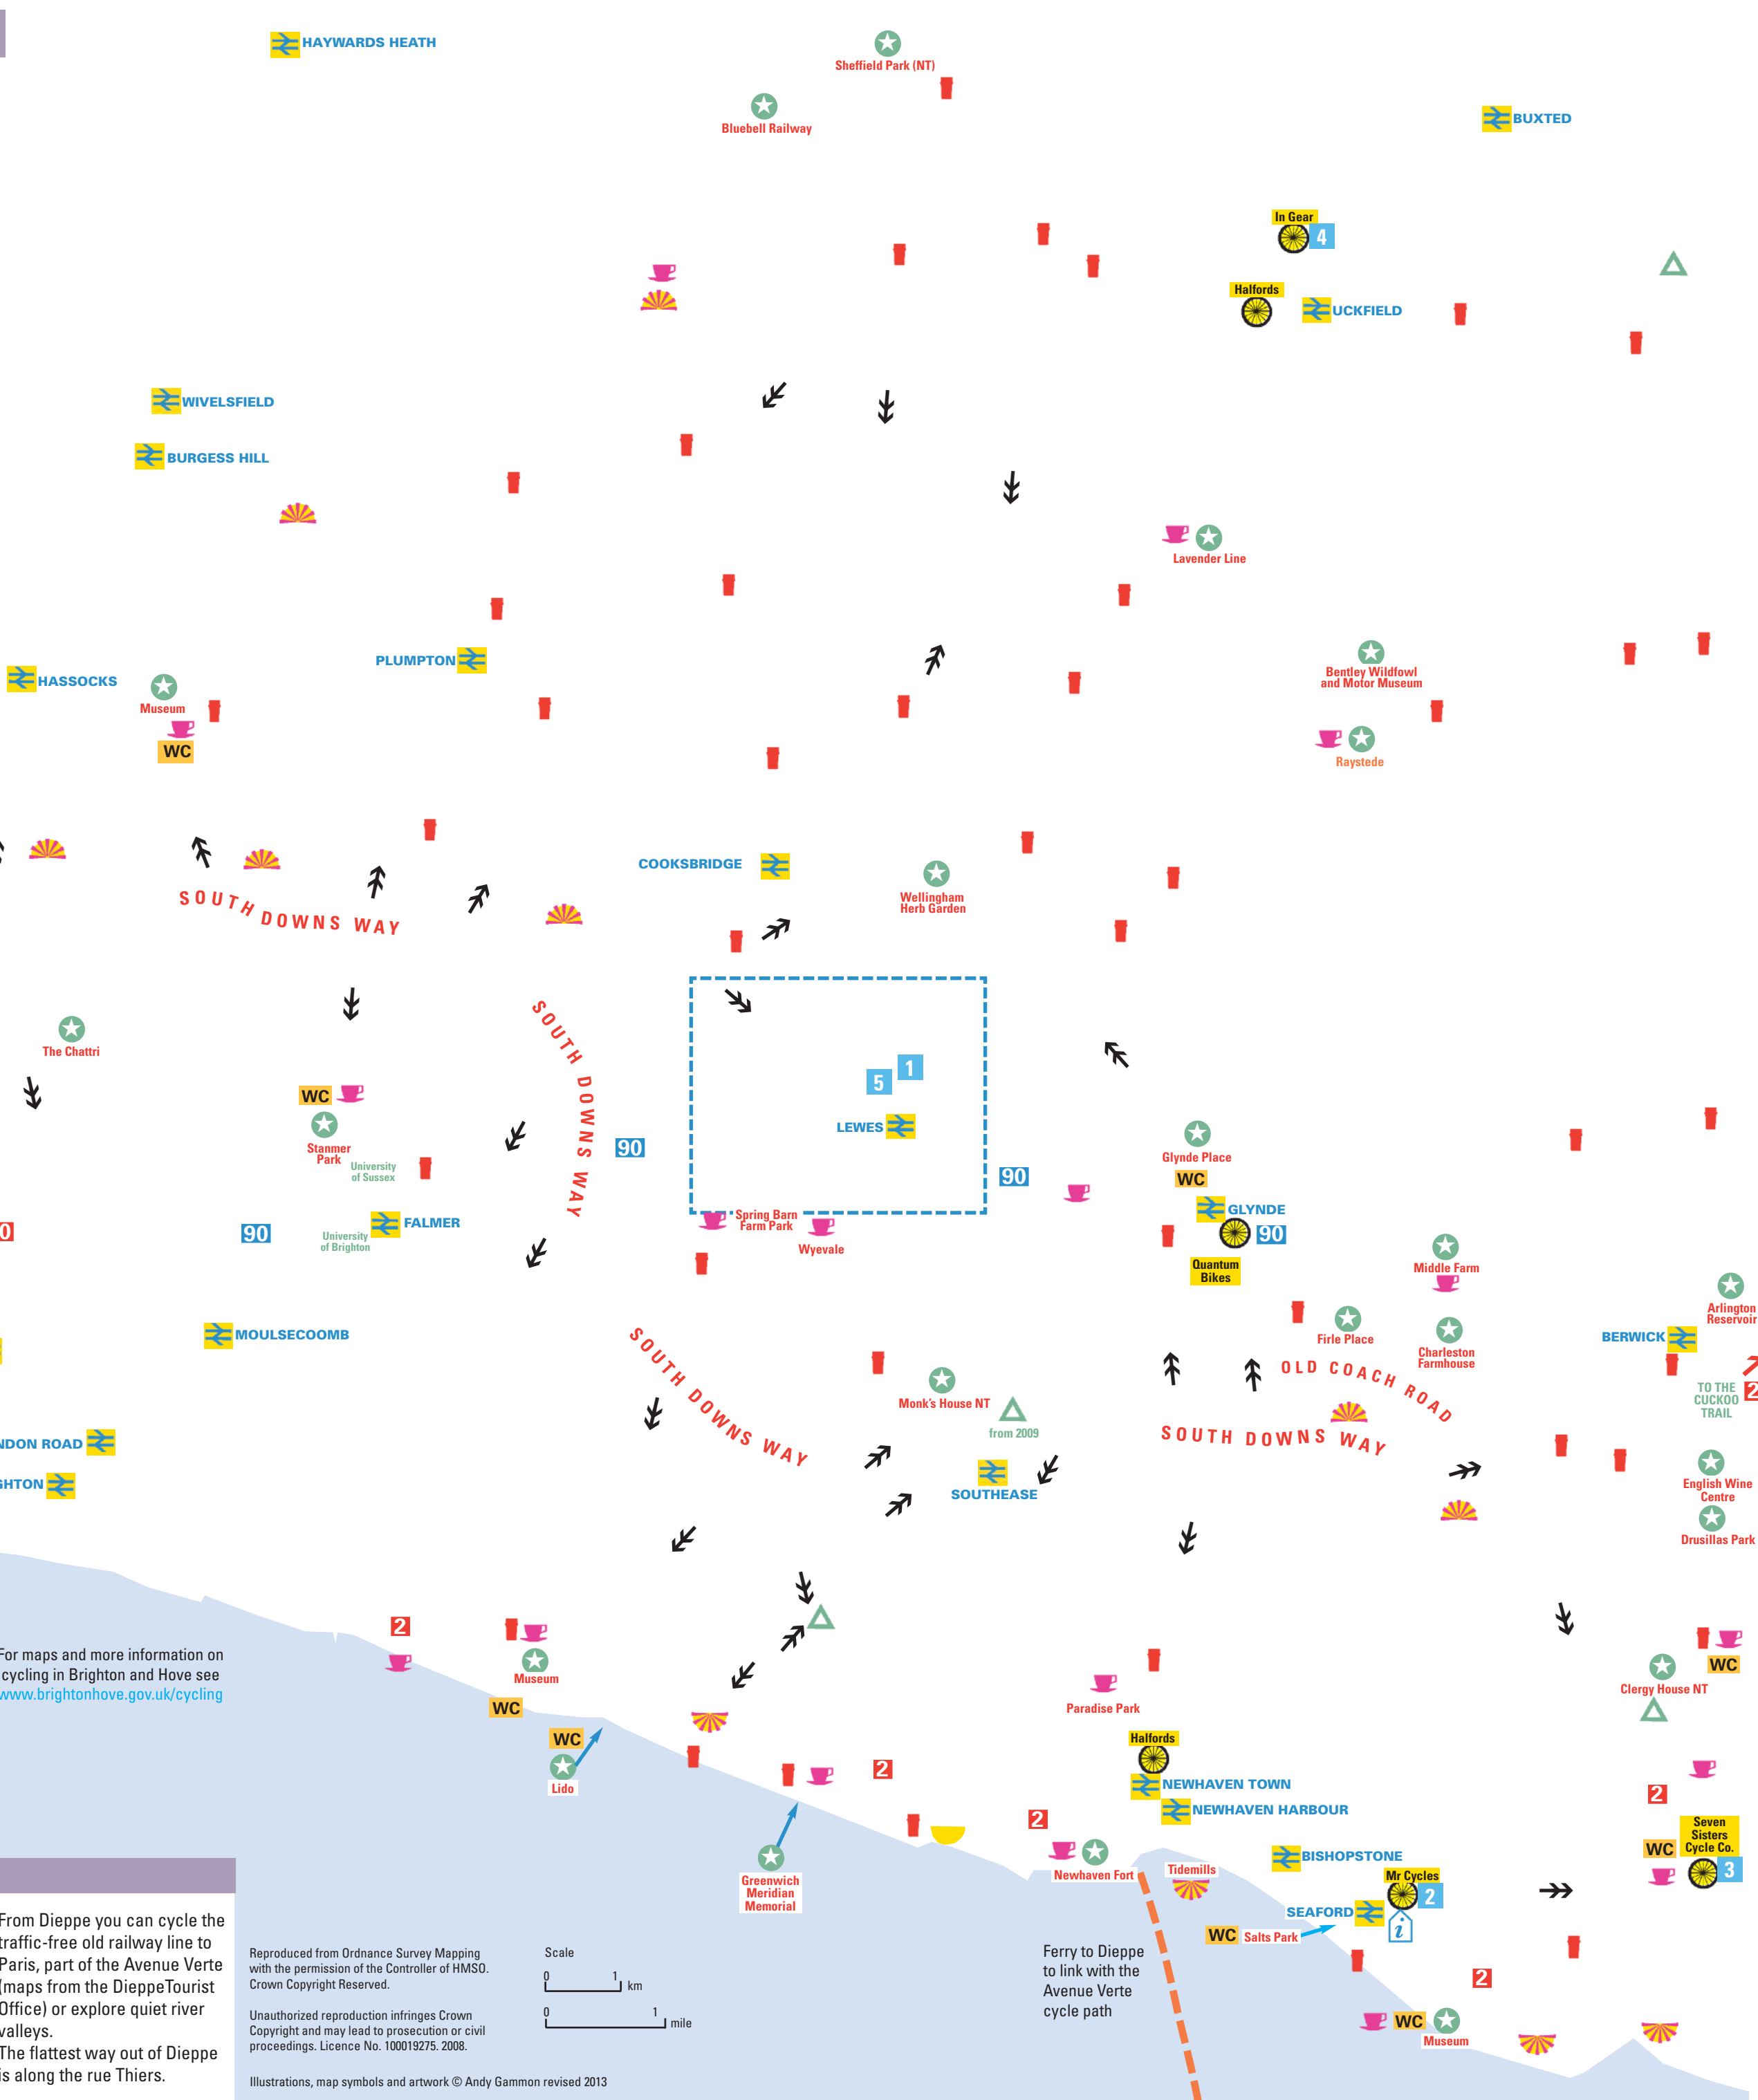 HAYWARDS HEATH
Sheffield Park (NT)
Bluebell Railway
BUXTED
In Gear
4
Halfords
UCKFIELD
WIVELSFIELD
BURGESS HILL
Lavender Line
PLUMPTON
HASSOCKS
Museum
WC
Bentley Wildfowl
and Motor Museum
Raystede
COOKSBRIDGE
Wellingham
Herb Garden
SOUTH DOWNS WAY
The Chattri
SOUTH DOWNS WAY
1
5
LEWES
WC
Stanmer
Park
University
of Sussex
90
90
Glynde Place
WC
GLYNDE
90
Quantum
Bikes
90
University
of Brighton
FALMER
Spring Barn
Farm Park
Wyevale
Middle Farm
Arlington
Reservoir
MOULSECOOMB
Firle Place
Charleston
Farmhouse
BERWICK
SOUTH DOWNS WAY
OLD COACH ROAD
Monk's House NT
from 2009
TO THE
CUCKOO
TRAIL
2
SOUTH DOWNS WAY
NDON ROAD
GHTON
SOUTHEASE
English Wine
Centre
Drusillas Park
For maps and more information on
cycling in Brighton and Hove see
www.brightonhove.gov.uk/cycling
2
Museum
WC
WC
Lido
Paradise Park
Clergy House NT
WC
Halfords
NEWHAVEN TOWN
NEWHAVEN HARBOUR
2
2
2
Seven
Sisters
Cycle Co.
WC
3
Greenwich
Meridian
Memorial
Newhaven Fort
Tidemills
BISHOPSTONE
Mr Cycles
2
SEAFORD
i
WC
Salts Park
2
WC
Museum
From Dieppe you can cycle the
traffic-free old railway line to
Paris, part of the Avenue Verte
(maps from the DieppeTourist
Office) or explore quiet river
valleys.
The flattest way out of Dieppe
is along the rue Thiers.
Reproduced from Ordnance Survey Mapping
with the permission of the Controller of HMSO.
Crown Copyright Reserved.
Unauthorized reproduction infringes Crown
Copyright and may lead to prosecution or civil
proceedings. Licence No. 100019275. 2008.
Illustrations, map symbols and artwork © Andy Gammon revised 2013
Scale
0 1 km
0 1 mile
Ferry to Dieppe
to link with the
Avenue Verte
cycle path